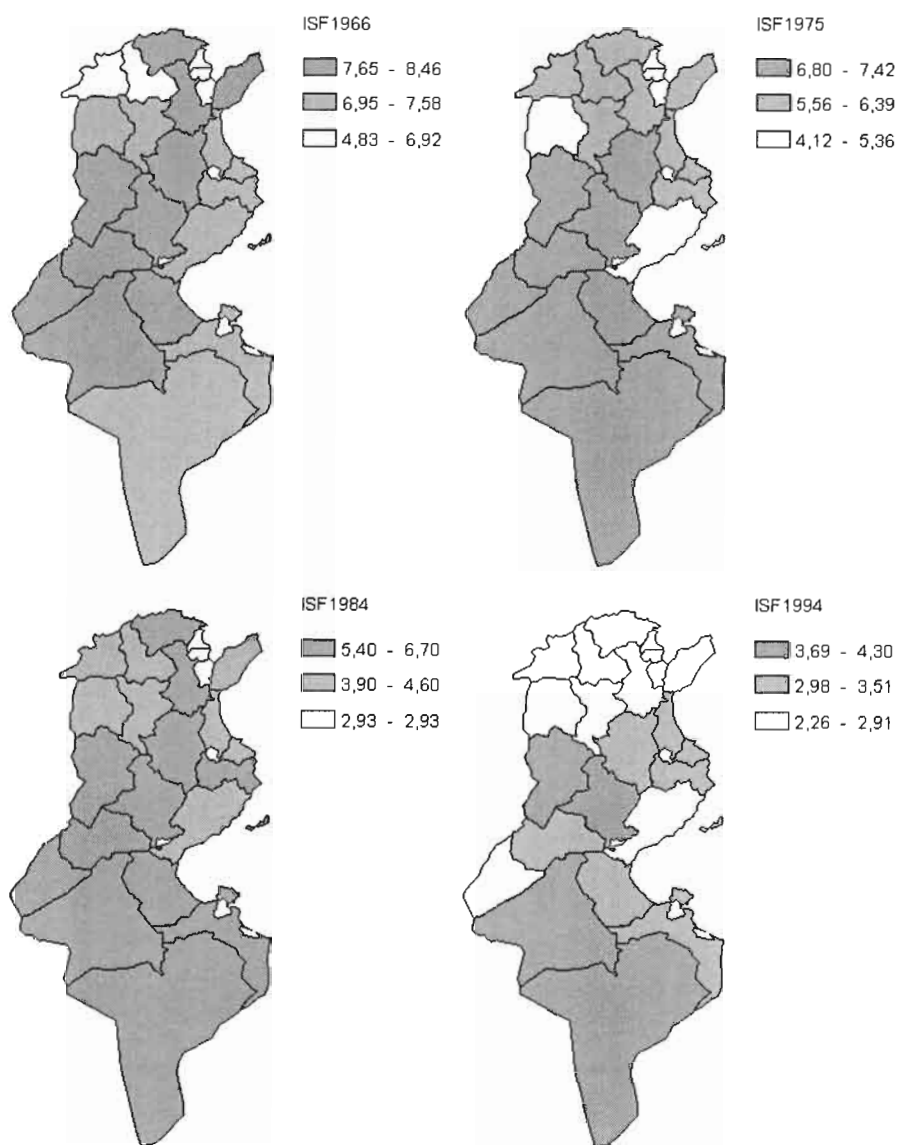 ISF1966
7,65 - 8,46
6,95 - 7,58
4,83 - 6,92
ISF1975
6,80 - 7,42
5,56 - 6,39
4,12 - 5,36
ISF1984
5,40 - 6,70
3,90 - 4,60
2,93 - 2,93
ISF1994
3,69 - 4,30
2,98 - 3,51
2,26 - 2,91